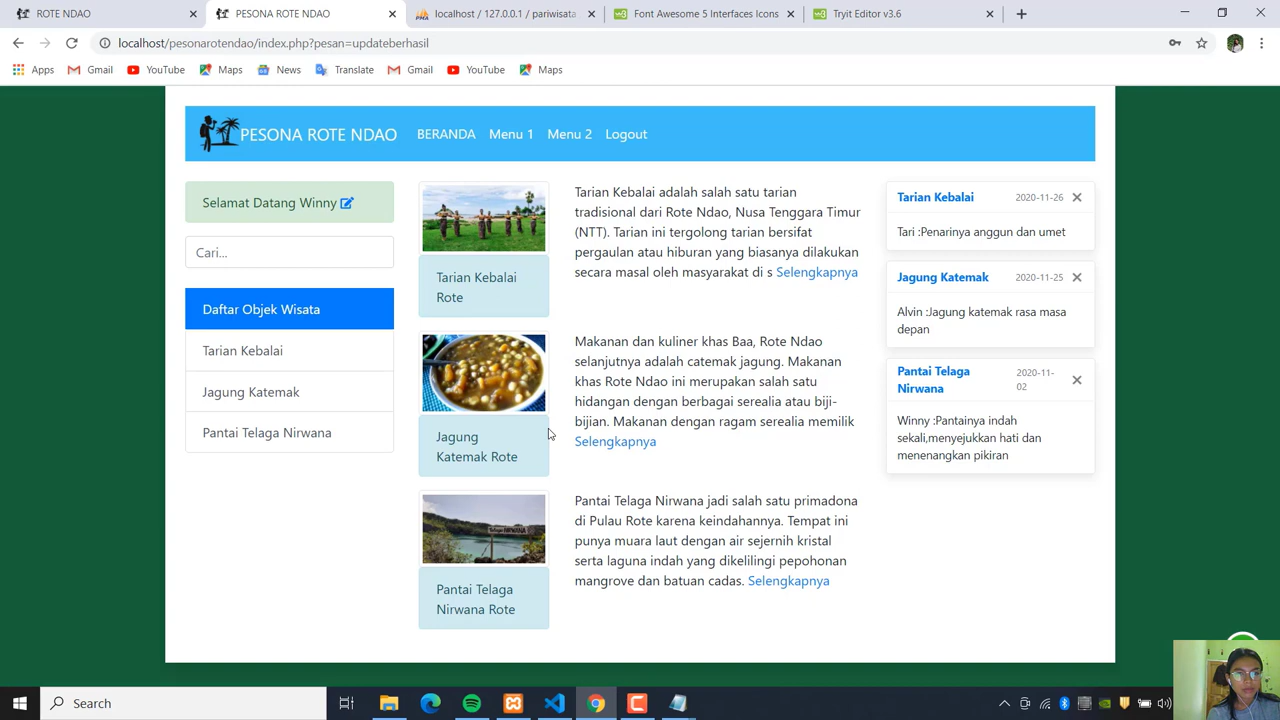 ROTE NDAO
PESONA ROTE NDAO
localhost / 127.0.0.1 / pariwisata
Font Awesome 5 Interfaces Icons
Tryit Editor v3.6
localhost/pesonarotendao/index.php?pesan=updateberhasil
Apps Gmail YouTube Maps News Translate Gmail YouTube Maps
PESONA ROTE NDAO BERANDA Menu 1 Menu 2 Logout
Selamat Datang Winny
Cari...
Daftar Objek Wisata
Tarian Kebalai
Jagung Katemak
Pantai Telaga Nirwana
Tarian Kebalai
Rote
Tarian Kebalai adalah salah satu tarian
tradisional dari Rote Ndao, Nusa Tenggara Timur
(NTT). Tarian ini tergolong tarian bersifat
pergaulan atau hiburan yang biasanya dilakukan
secara masal oleh masyarakat di s Selengkapnya
Jagung
Katemak Rote
Makanan dan kuliner khas Baa, Rote Ndao
selanjutnya adalah catemak jagung. Makanan
khas Rote Ndao ini merupakan salah satu
hidangan dengan berbagai serealia atau biji-
bijian. Makanan dengan ragam serealia memilik
Selengkapnya
Pantai Telaga
Nirwana Rote
Pantai Telaga Nirwana jadi salah satu primadona
di Pulau Rote karena keindahannya. Tempat ini
punya muara laut dengan air sejernih kristal
serta laguna indah yang dikelilingi pepohonan
mangrove dan batuan cadas. Selengkapnya
Tarian Kebalai 2020-11-26
Tari :Penarinya anggun dan umet
Jagung Katemak 2020-11-25
Alvin :Jagung katemak rasa masa
depan
Pantai Telaga
Nirwana
2020-11-
02
Winny :Pantainya indah
sekali,menyejukkan hati dan
menenangkan pikiran
Search